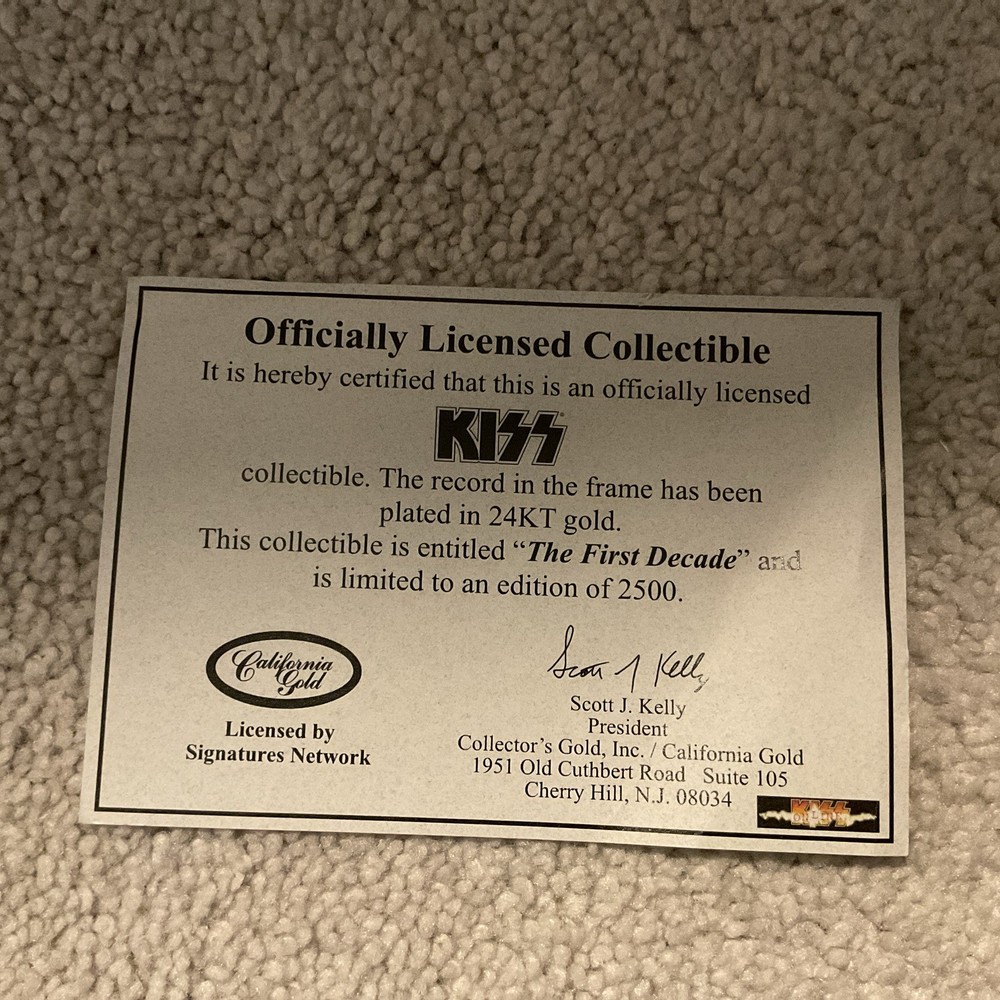 Officially Licensed Collectible
It is hereby certified that this is an officially licensed
KISS
collectible. The record in the frame has been
plated in 24KT gold.
This collectible is entitled “The First Decade” and
is limited to an edition of 2500.
California
Gold
Licensed by
Signatures Network
Scott J Kelly
Scott J. Kelly
President
Collector's Gold, Inc. / California Gold
1951 Old Cuthbert Road Suite 105
Cherry Hill, N.J. 08034
KISS